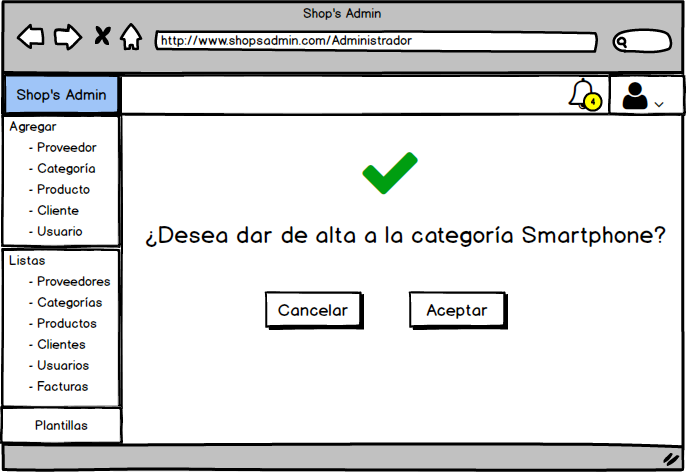 Shop's Admin
http://www.shopsadmin.com/Administrador
Shop's Admin
4
Agregar
- Proveedor
- Categoría
- Producto
- Cliente
- Usuario
Listas
- Proveedores
- Categorías
- Productos
- Clientes
- Usuarios
- Facturas
Plantillas
¿Desea dar de alta a la categoría Smartphone?
Cancelar
Aceptar